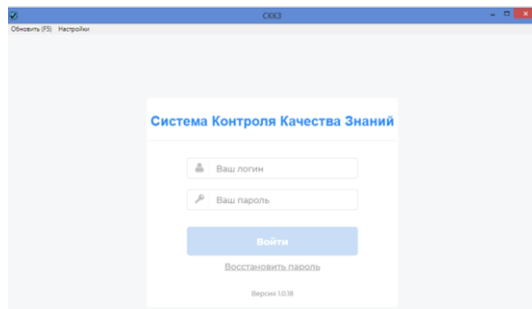 СККЗ
Обновить (F5) Настройки
Система Контроля Качества Знаний
Ваш логин
Ваш пароль
Войти
Восстановить пароль
Версия 1.0.18